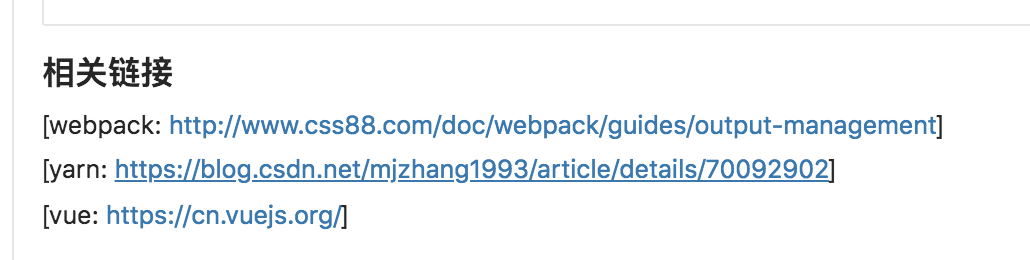 相关链接
[webpack: http://www.css88.com/doc/webpack/guides/output-management]
[yarn: https://blog.csdn.net/mjzhang1993/article/details/70092902]
[vue: https://cn.vuejs.org/]